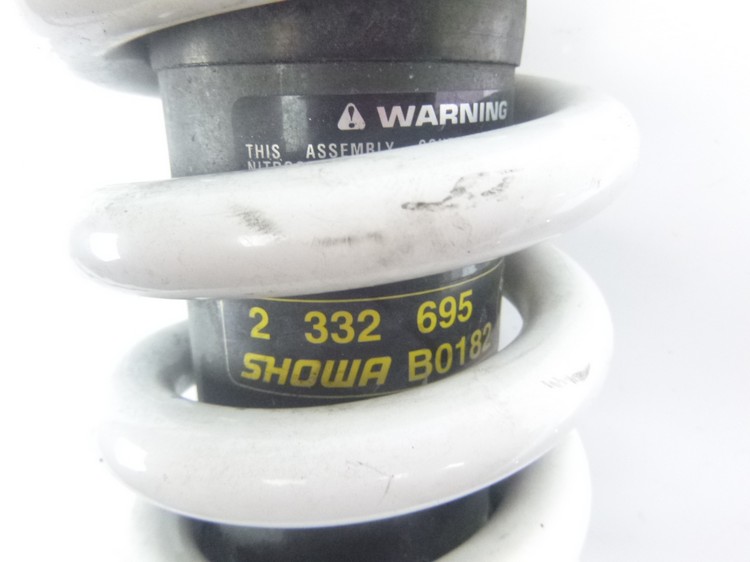 ⚠ WARNING
THIS ASSEMBLY
2 332 695
SHOWA B0182